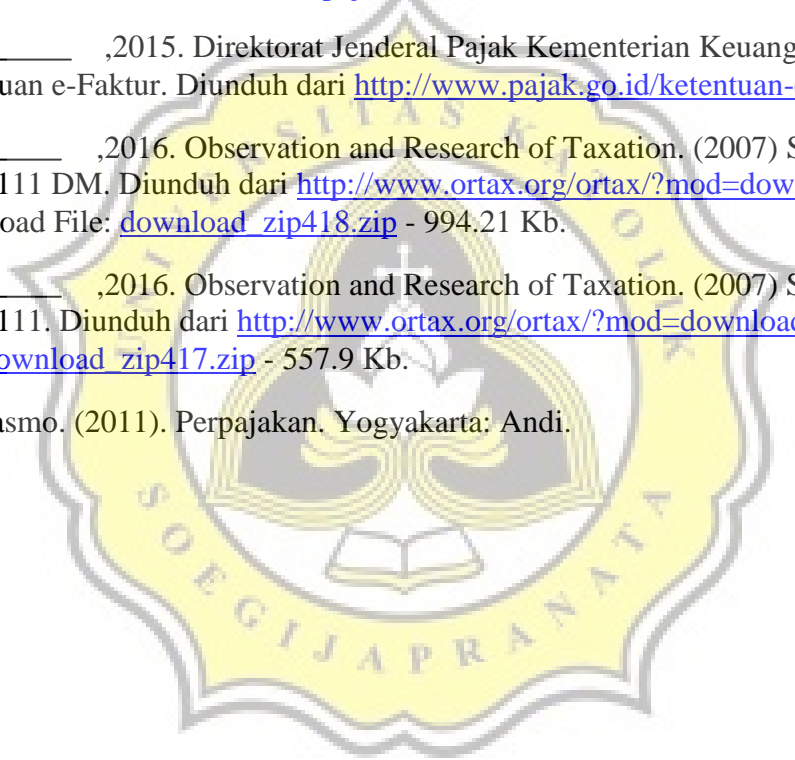 ______ ,2015. Direktorat Jenderal Pajak Kementerian Keuang
uan e-Faktur. Diunduh dari http://www.pajak.go.id/ketentuan-
_____ ,2016. Observation and Research of Taxation. (2007) S
111 DM. Diunduh dari http://www.ortax.org/ortax/?mod=dow
oad File: download_zip418.zip - 994.21 Kb.
_____ ,2016. Observation and Research of Taxation. (2007) S
111. Diunduh dari http://www.ortax.org/ortax/?mod=download
ownload_zip417.zip - 557.9 Kb.
asmo. (2011). Perpajakan. Yogyakarta: Andi.
UNIVERSITAS KATOLIK
SOEGIJAPRANATA